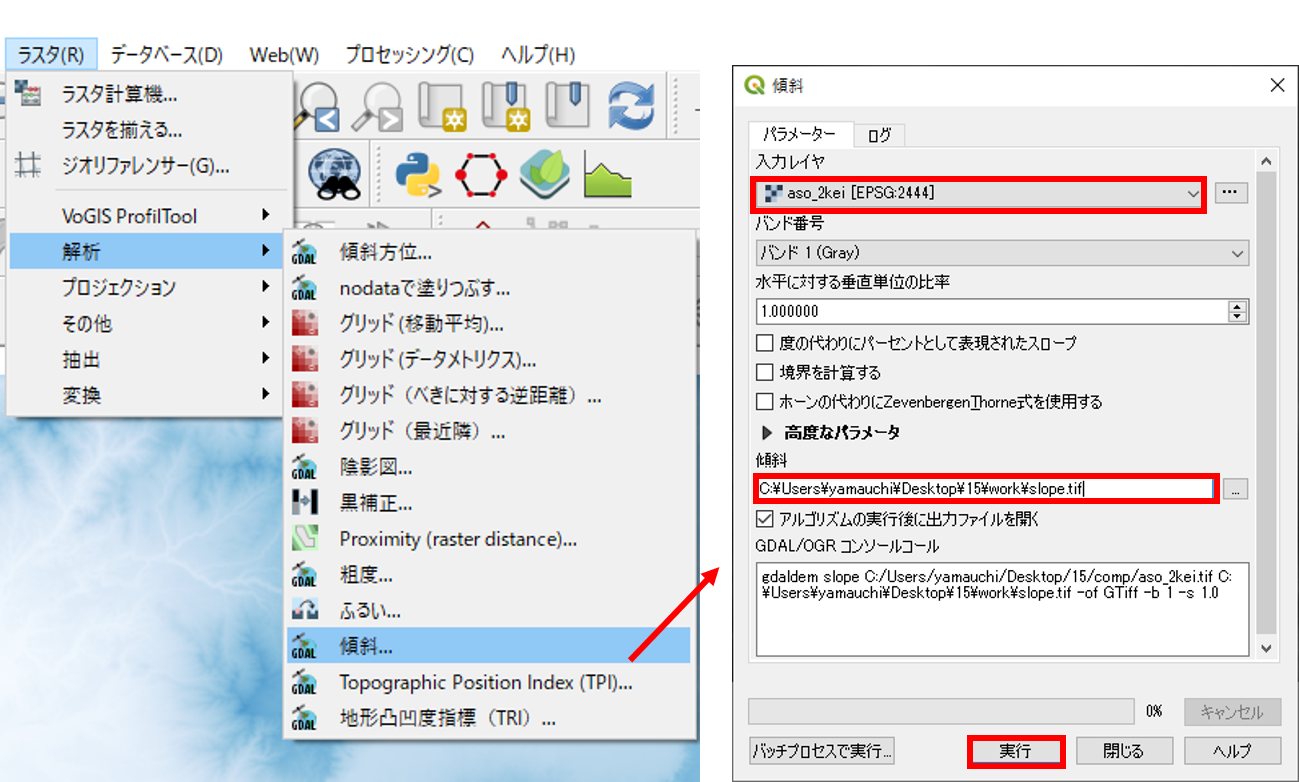 ラスタ(R) データベース(D) Web(W) プロセッシング(C) ヘルプ(H)
ラスタ計算機...
ラスタを揃える...
ジオリファレンサー(G)...
VoGIS ProfilTool
解析
プロジェクション
その他
抽出
変換
GDAL 傾斜方位...
GDAL nodataで塗りつぶす...
グリッド (移動平均)...
グリッド (データメトリクス)...
グリッド（べきに対する逆距離）...
グリッド（最近隣）...
GDAL 陰影図...
黒補正...
Proximity (raster distance)...
GDAL 粗度...
ふるい...
GDAL 傾斜...
GDAL Topographic Position Index (TPI)...
GDAL 地形凸凹度指標（TRI）...
傾斜
パラメーター ログ
入力レイヤ
aso_2kei [EPSG:2444] ...
バンド番号
バンド 1 (Gray)
水平に対する垂直単位の比率
1.000000
度の代わりにパーセントとして表現されたスロープ
境界を計算する
ホーンの代わりにZevenbergenThorne式を使用する
高度なパラメータ
傾斜
C:¥Users¥yamauchi¥Desktop¥15¥work¥slope.tif ...
アルゴリズムの実行後に出力ファイルを開く
GDAL/OGR コンソールコール
gdaldem slope C:/Users/yamauchi/Desktop/15/comp/aso_2kei.tif C:
¥Users¥yamauchi¥Desktop¥15¥work¥slope.tif -of GTiff -b 1 -s 1.0
0% キャンセル
バッチプロセスで実行... 実行 閉じる ヘルプ